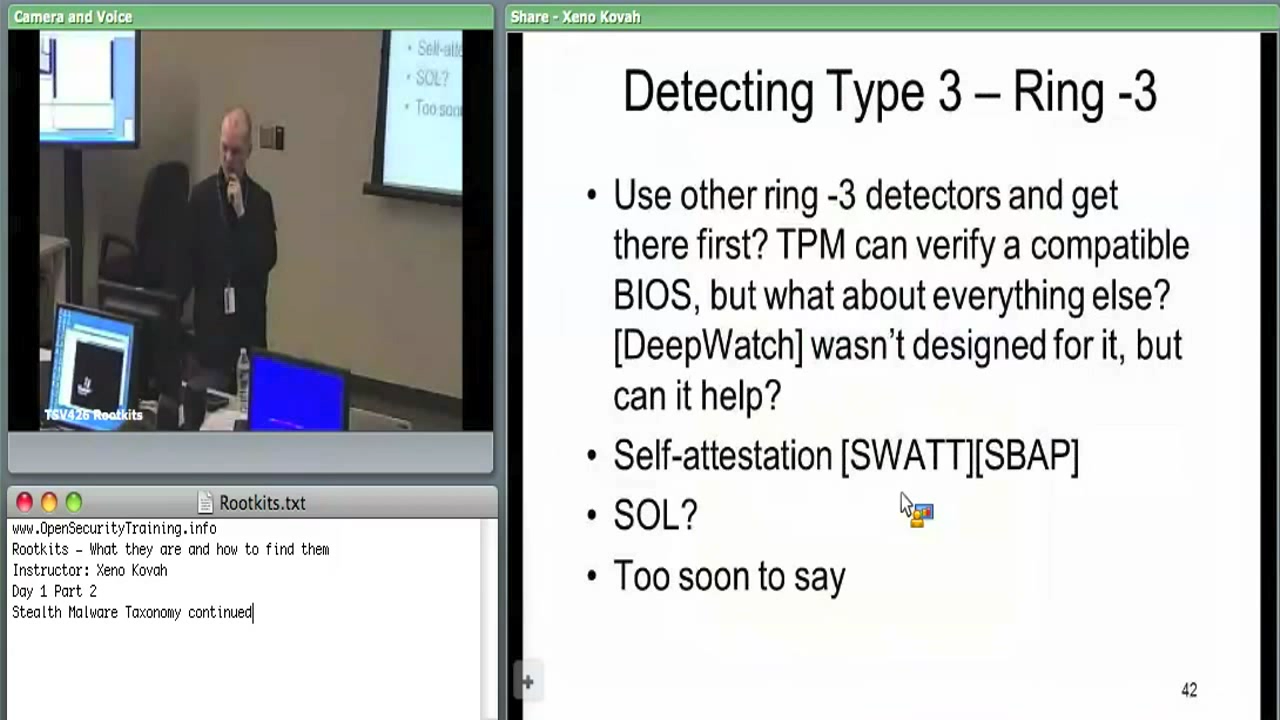 Camera and Voice
• Self-atte
• SOL?
• Too soon
TSV426 Rootkits
Rootkits.txt
www.OpenSecurityTraining.info
Rootkits – What they are and how to find them
Instructor: Xeno Kovah
Day 1 Part 2
Stealth Malware Taxonomy continued
Share - Xeno Kovah
Detecting Type 3 – Ring -3
• Use other ring -3 detectors and get
there first? TPM can verify a compatible
BIOS, but what about everything else?
[DeepWatch] wasn't designed for it, but
can it help?
• Self-attestation [SWATT][SBAP]
• SOL?
• Too soon to say
42